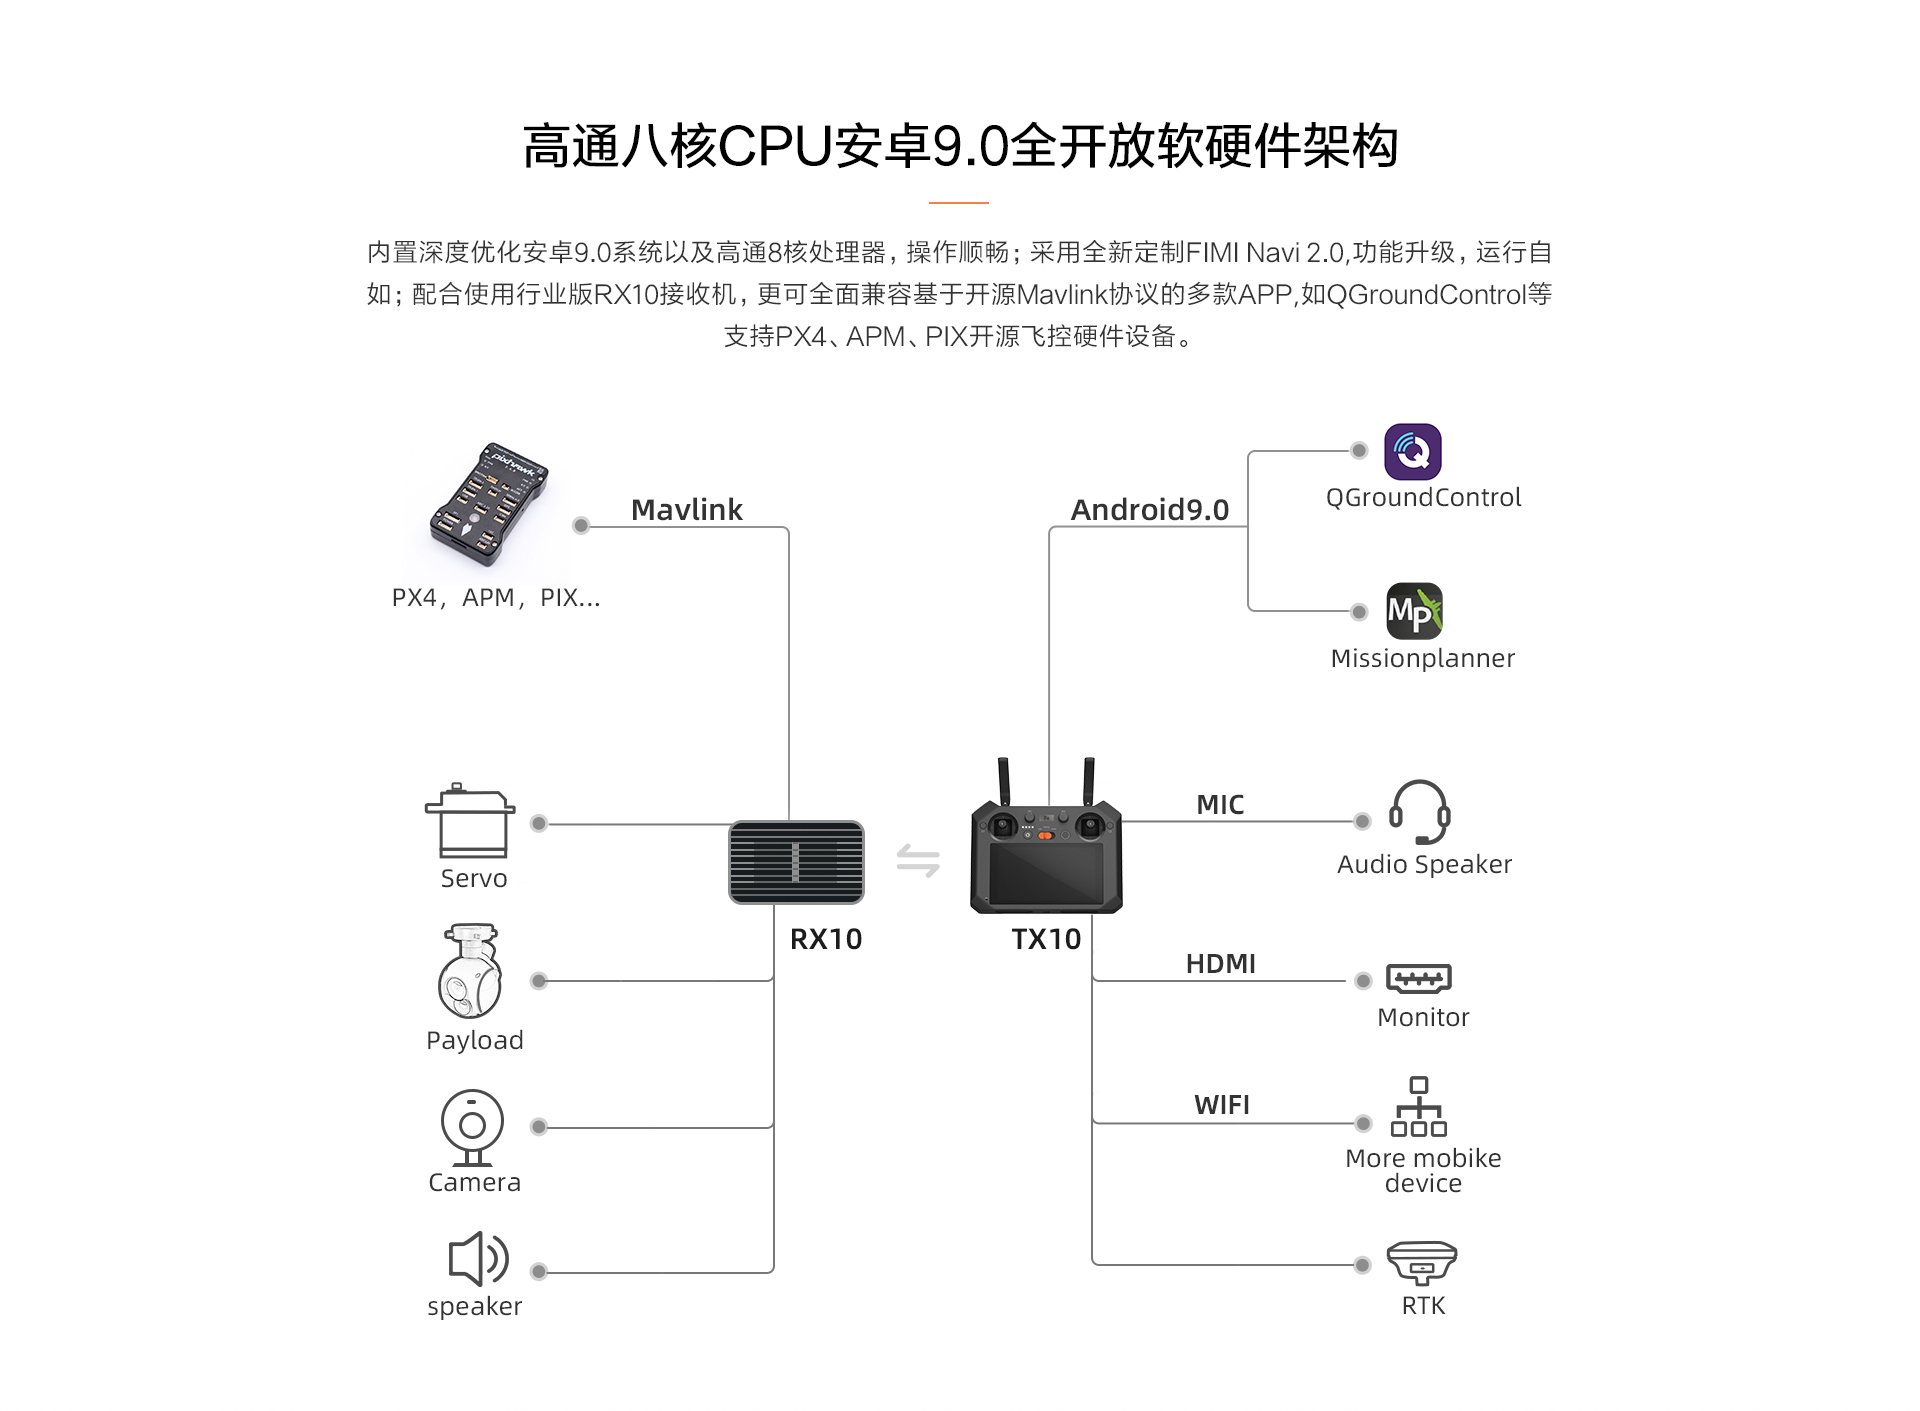 高通八核CPU安卓9.0全开放软硬件架构
内置深度优化安卓9.0系统以及高通8核处理器，操作顺畅；采用全新定制FIMI Navi 2.0,功能升级，运行自
如；配合使用行业版RX10接收机，更可全面兼容基于开源Mavlink协议的多款APP,如QGroundControl等
支持PX4、APM、PIX开源飞控硬件设备。
pixhawk
Mavlink
PX4，APM，PIX...
Android9.0
QGroundControl
MP
Missionplanner
Servo
Payload
Camera
speaker
RX10
TX10
MIC
Audio Speaker
HDMI
Monitor
WIFI
More mobike
device
RTK